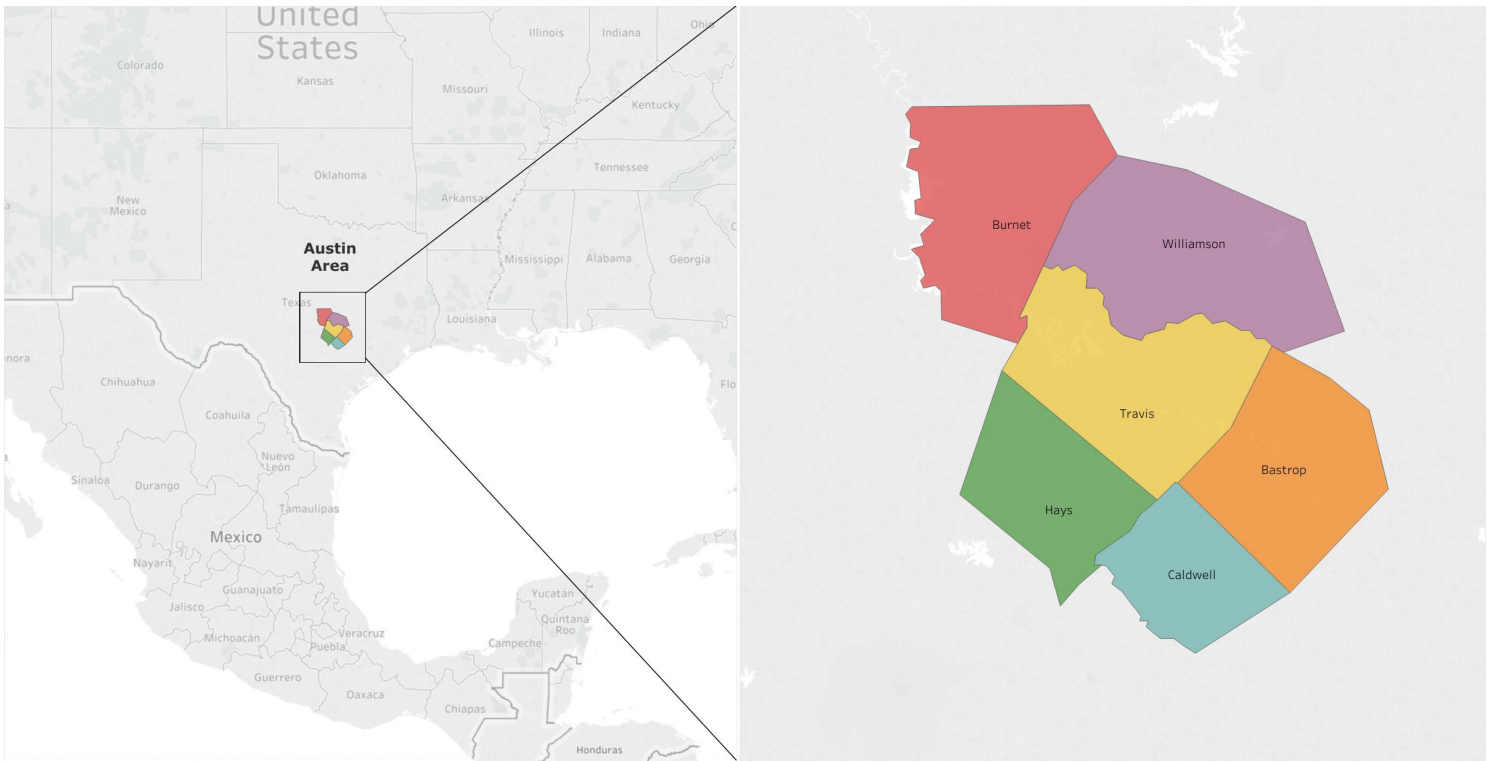 United
States
Colorado
Kansas
Missouri
Illinois
Indiana
Ohio
Kentucky
Tennessee
New
Mexico
Oklahoma
Arkansas
Mississippi
Alabama
Georgia
Austin
Area
Texas
Louisiana
Chihuahua
Coahuila
Nuevo
León
Sinaloa
Durango
Tamaulipas
Mexico
Nayarit
Guanajuato
Jalisco
Michoacán
Veracruz
Puebla
Guerrero
Oaxaca
Chiapas
Campeche
Yucatán
Quintana
Roo
Honduras
nora
Flo
a
a
C
Burnet
Williamson
Travis
Bastrop
Hays
Caldwell